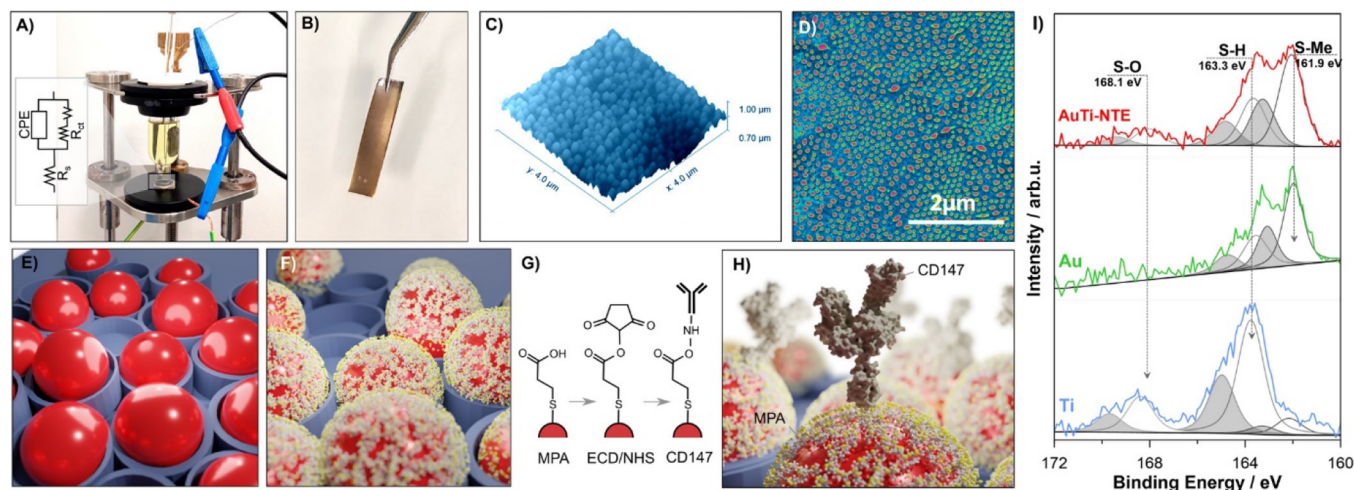 A)
CPE
Rct
Rs
B)
C)
1.00 µm
0.70 µm
y: 4.0 µm
x: 4.0 µm
D)
2µm
E)
F)
G)
O
OH
S
MPA
O
O
O
O
S
ECD/NHS
NH
O
O
S
CD147
H)
CD147
MPA
I)
S-O
168.1 eV
S-H
163.3 eV
S-Me
161.9 eV
AuTi-NTE
Au
Ti
Intensity / arb.u.
172
168
164
160
Binding Energy / eV